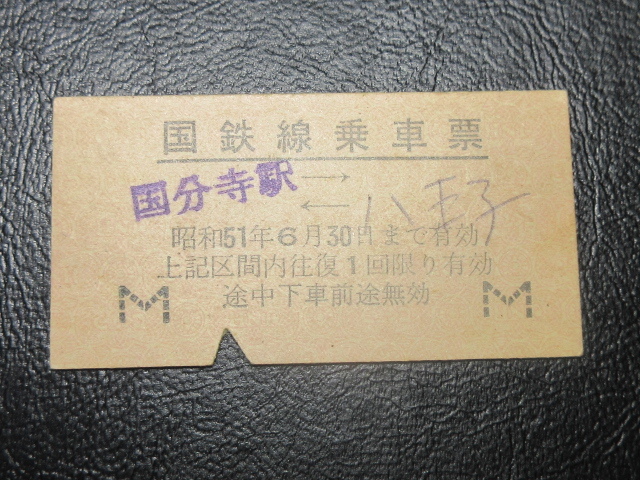 国鉄線乗車票
国分寺駅 → ← 八王子
昭和51年6月30日まで有効
上記区間内往復1回限り有効
途中下車前途無効
M M